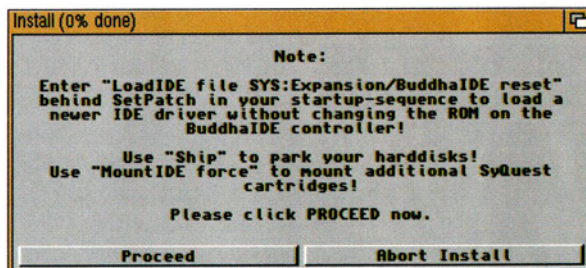 Install (0% done)
Note:
Enter "LoadIDE file SYS:Expansion/BuddhaIDE reset"
behind SetPatch in your startup-sequence to load a
newer IDE driver without changing the ROM on the
BuddhaIDE controller!
Use "Ship" to park your harddisks!
Use "MountIDE force" to mount additional SyQuest
cartridges!
Please click PROCEED now.
Proceed
Abort Install